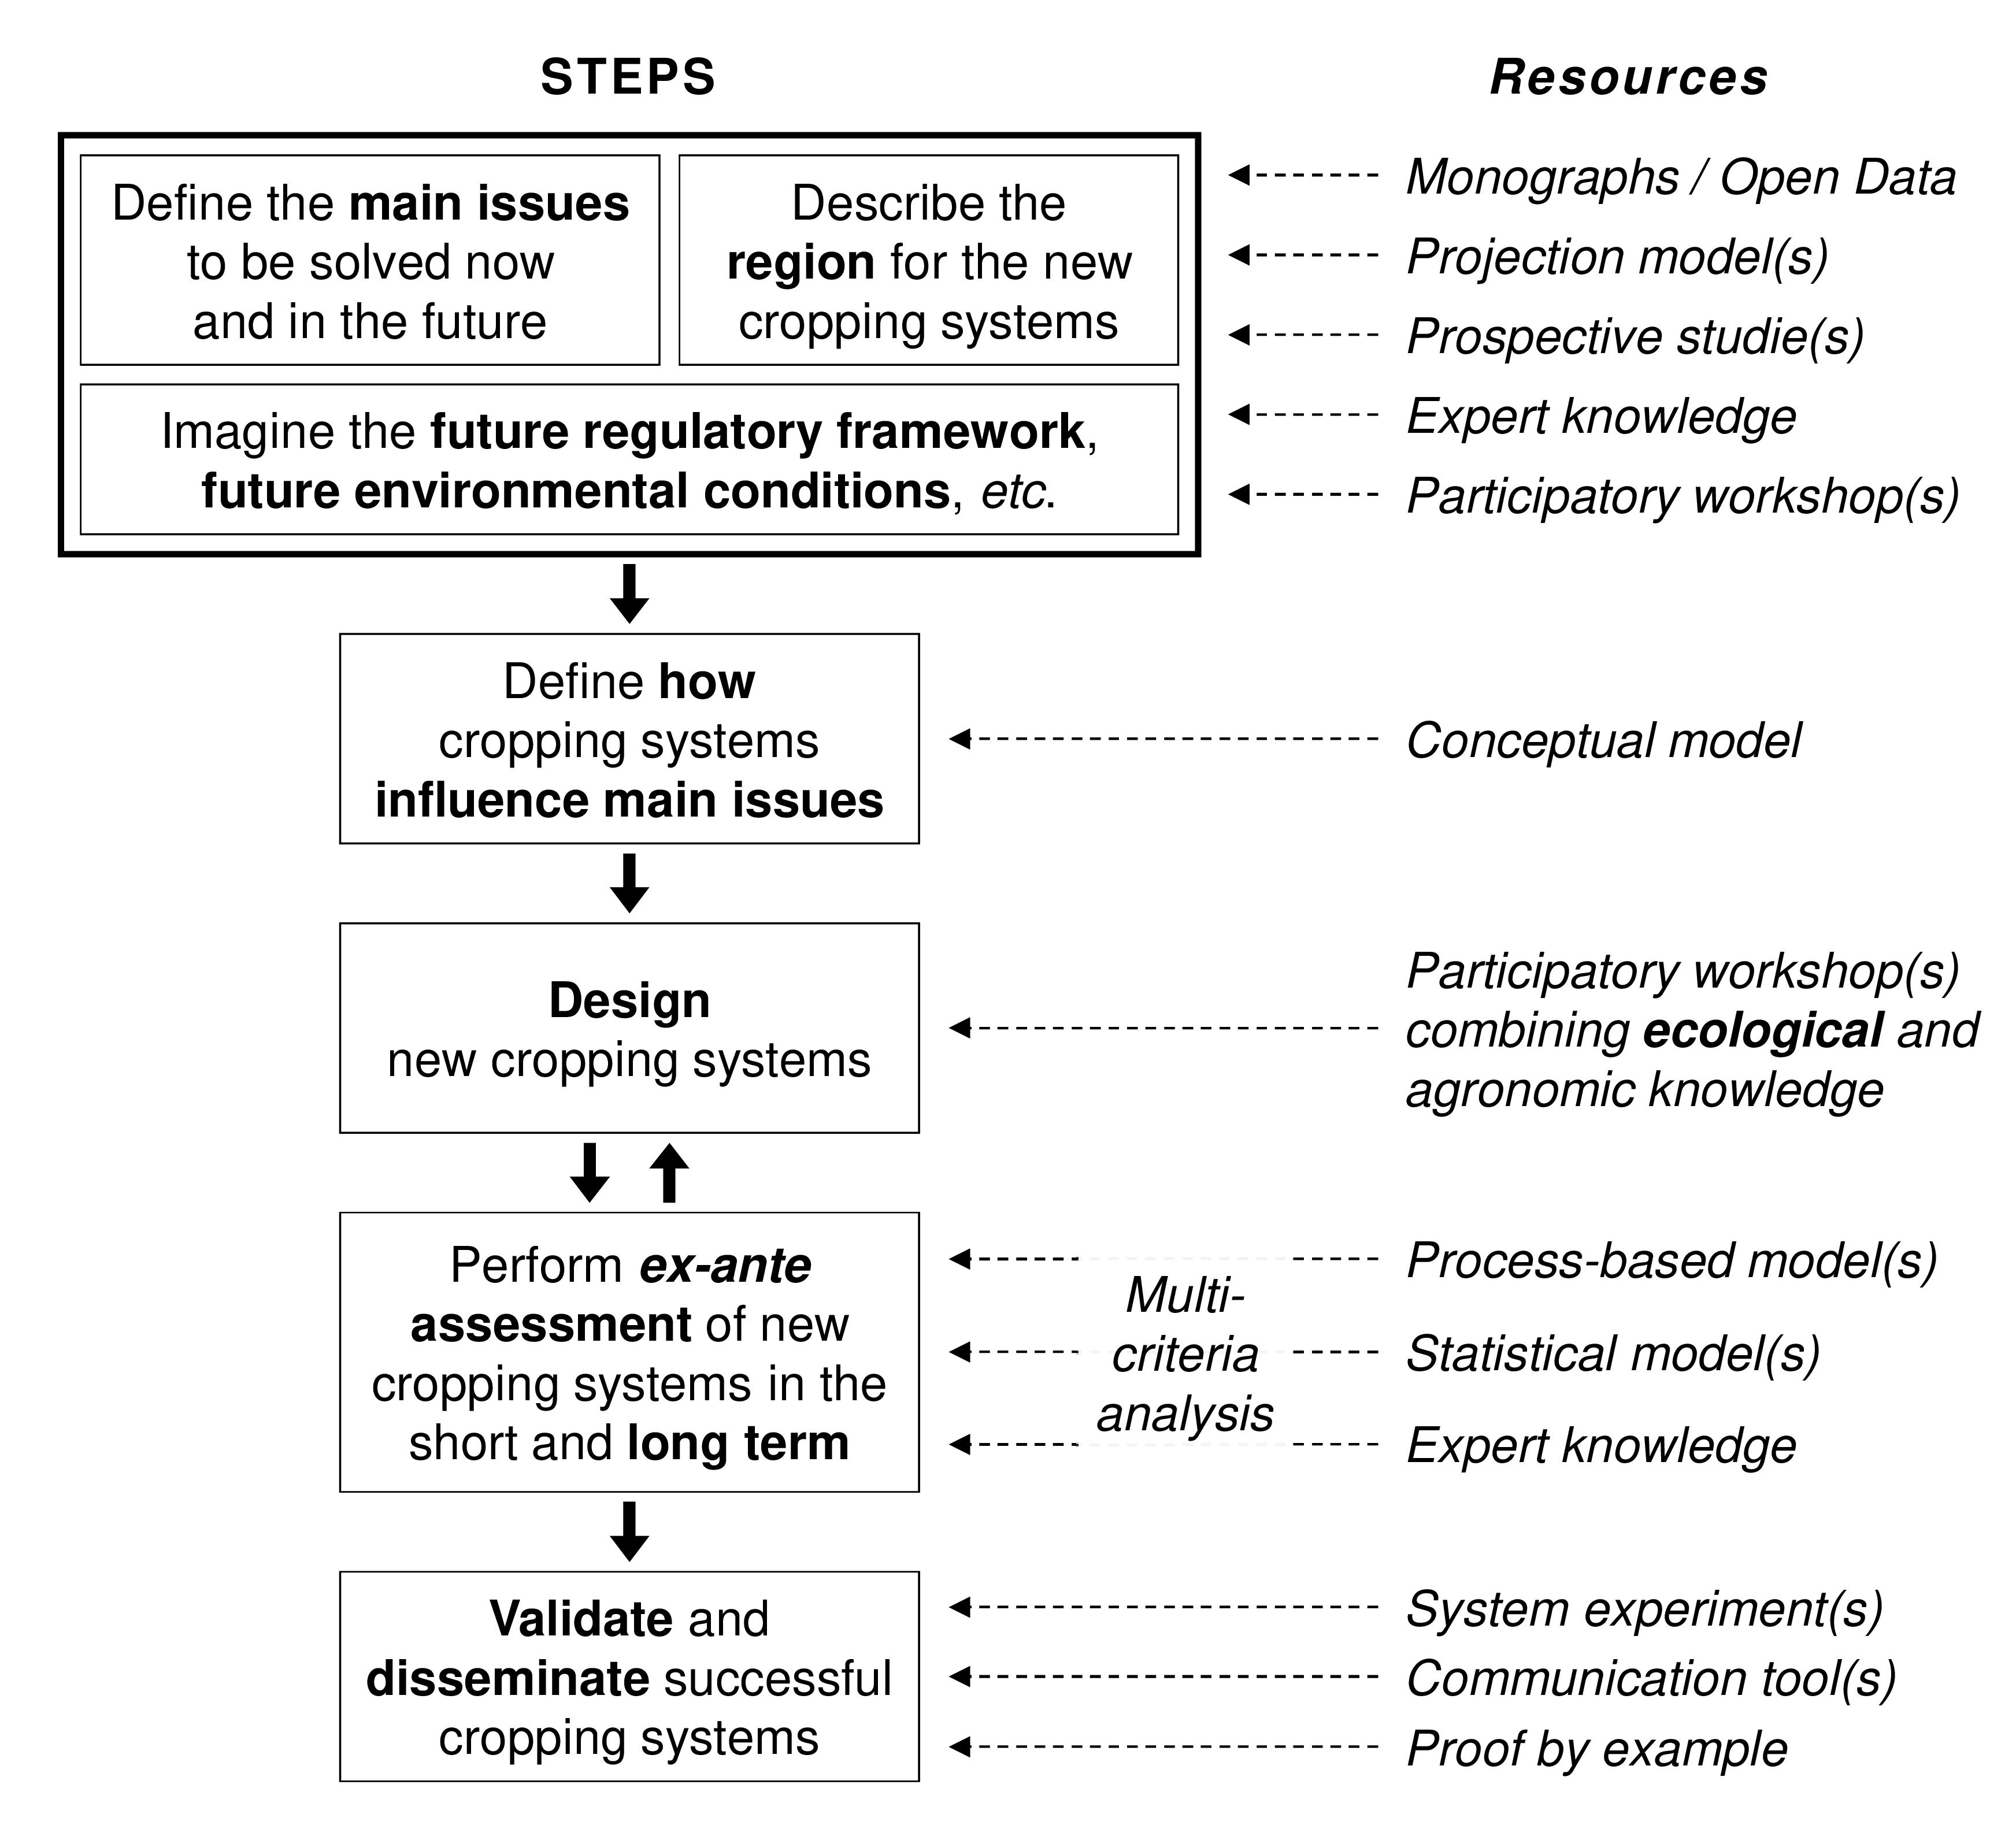 STEPS
Resources
Define the main issues
to be solved now
and in the future
Describe the
region for the new
cropping systems
Imagine the future regulatory framework,
future environmental conditions, etc.
Monographs / Open Data
Projection model(s)
Prospective studie(s)
Expert knowledge
Participatory workshop(s)
Define how
cropping systems
influence main issues
Conceptual model
Design
new cropping systems
Participatory workshop(s)
combining ecological and
agronomic knowledge
Perform ex-ante
assessment of new
cropping systems in the
short and long term
Multi-
criteria
analysis
Process-based model(s)
Statistical model(s)
Expert knowledge
Validate and
disseminate successful
cropping systems
System experiment(s)
Communication tool(s)
Proof by example